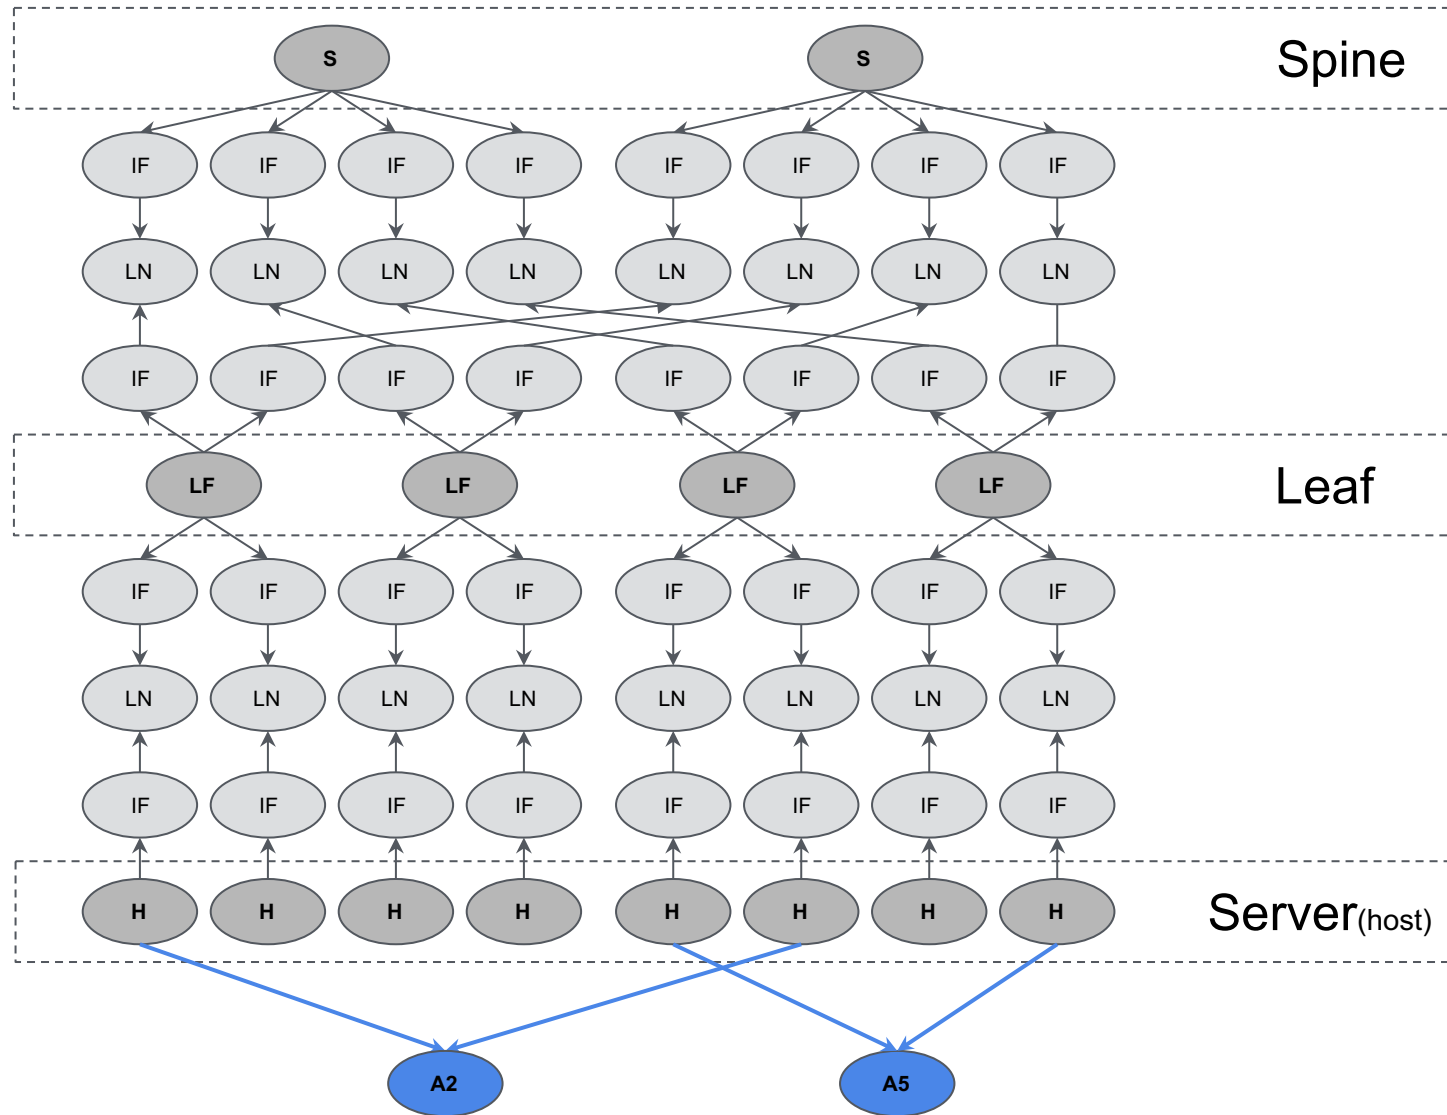 S S Spine
IF IF IF IF IF IF IF IF
LN LN LN LN LN LN LN LN
IF IF IF IF IF IF IF IF
LF LF LF LF Leaf
IF IF IF IF IF IF IF IF
LN LN LN LN LN LN LN LN
IF IF IF IF IF IF IF IF
H H H H H H H H Server(host)
A2 A5